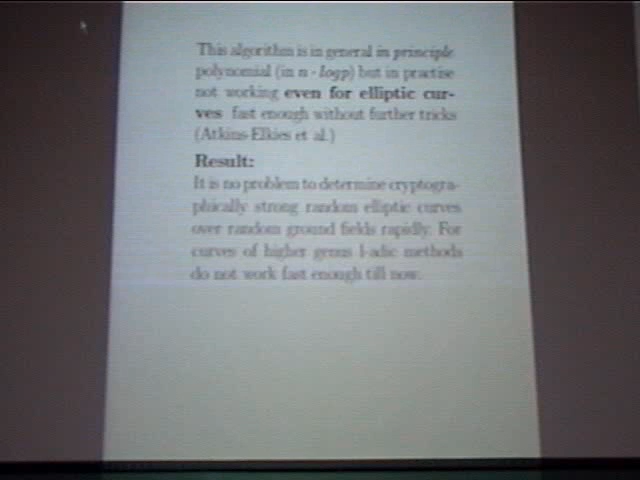 This algorithm is in general in principle
polynomial (in n · logp) but in practise
not working even for elliptic cur-
ves fast enough without further tricks
(Atkins-Elkies et al.)
Result:
It is no problem to determine cryptogra-
phically strong random elliptic curves
over random ground fields rapidly. For
curves of higher genus l-adic methods
do not work fast enough till now.